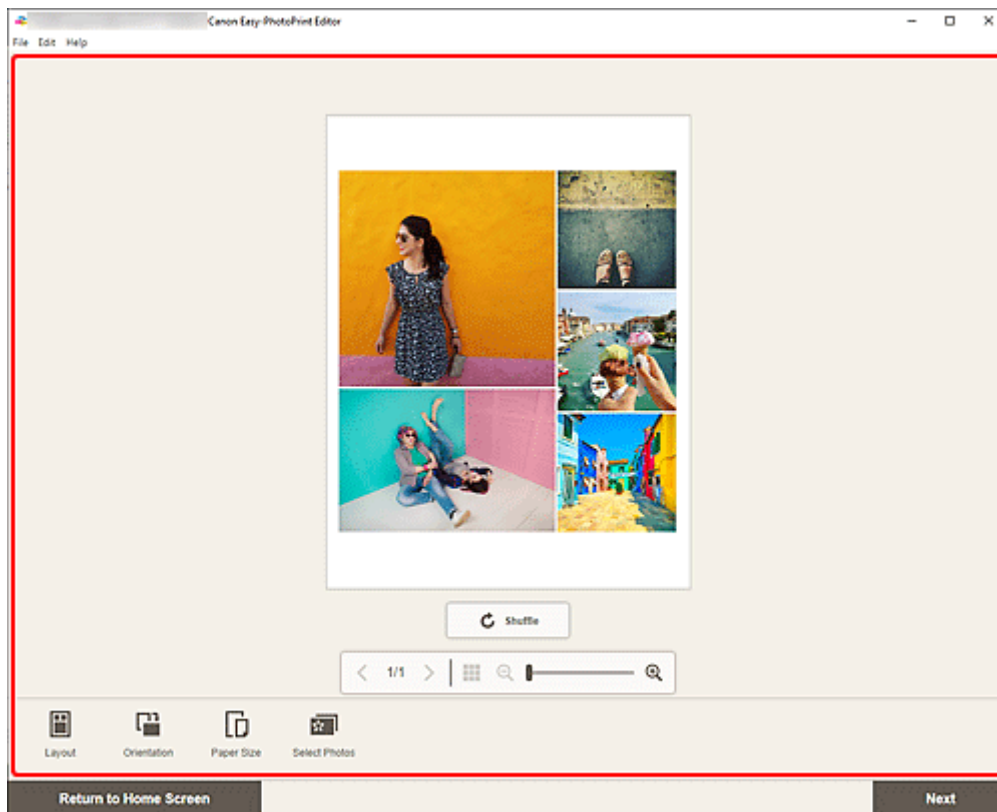 Canon Easy-PhotoPrint Editor
File Edit Help
Shuffle
1/1
Layout Orientation Paper Size Select Photos
Return to Home Screen Next